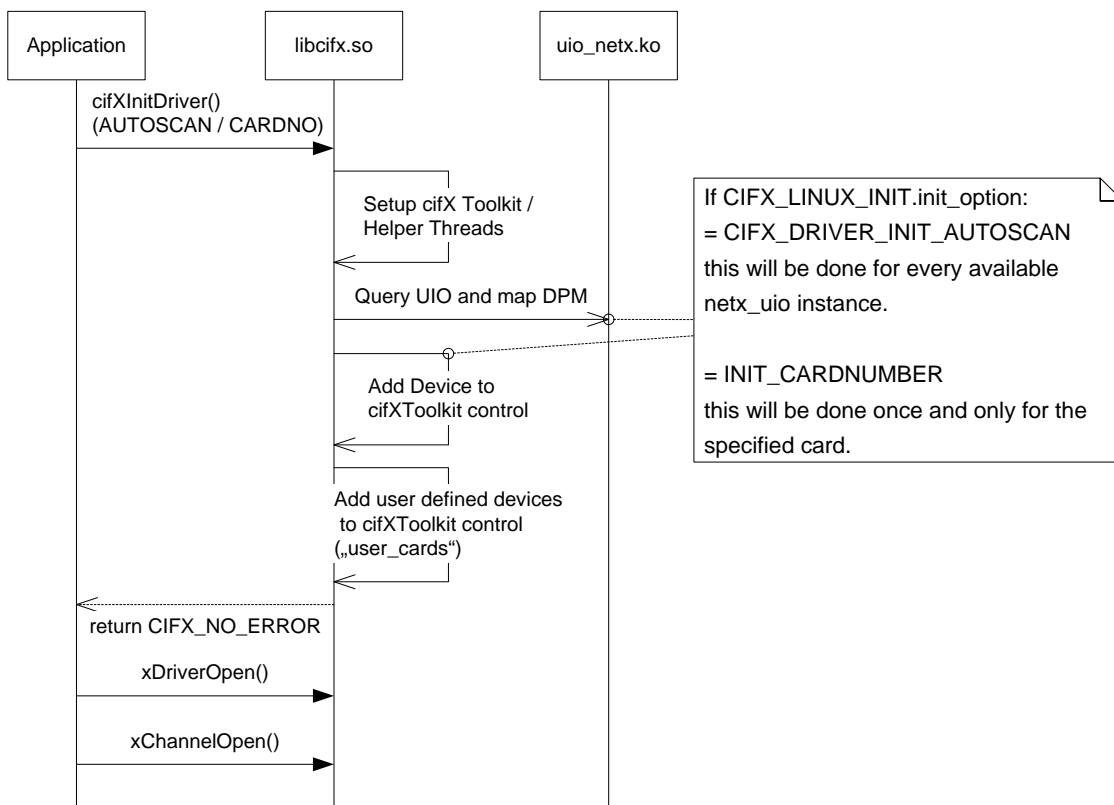 Application
libcifx.so
uio_netx.ko
cifXInitDriver()
(AUTOSCAN / CARDNO)
Setup cifX Toolkit /
Helper Threads
Query UIO and map DPM
Add Device to
cifXToolkit control
Add user defined devices
to cifXToolkit control
(„user_cards“)
return CIFX_NO_ERROR
xDriverOpen()
xChannelOpen()
If CIFX_LINUX_INIT.init_option:
= CIFX_DRIVER_INIT_AUTOSCAN
this will be done for every available
netx_uio instance.
= INIT_CARDNUMBER
this will be done once and only for the
specified card.